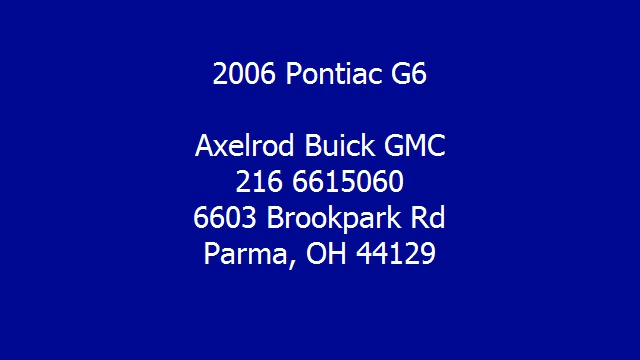 2006 Pontiac G6
Axelrod Buick GMC
216 6615060
6603 Brookpark Rd
Parma, OH 44129